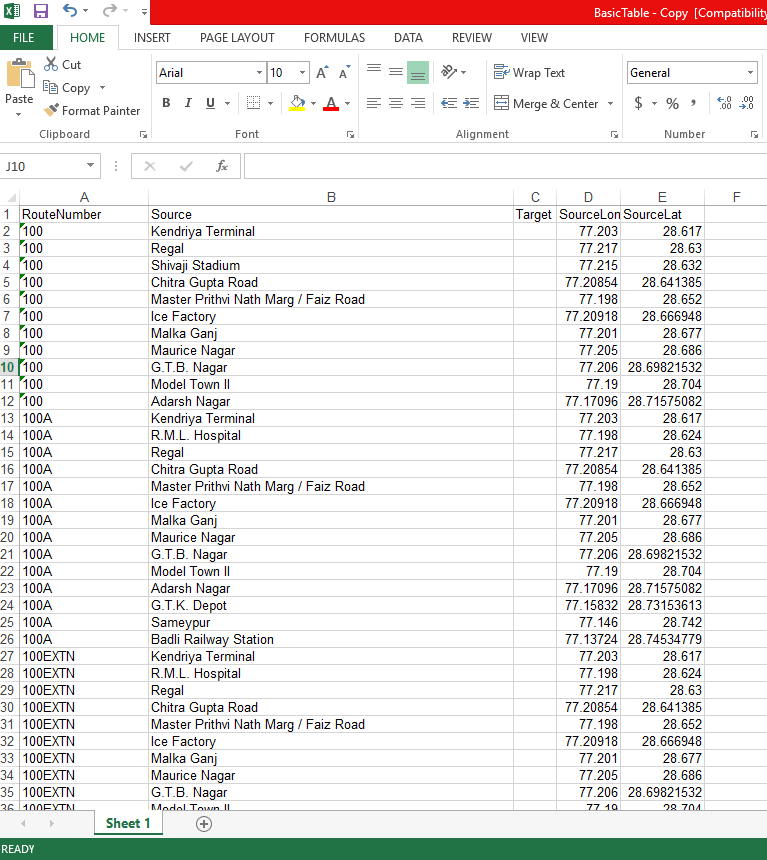 BasicTable - Copy [Compatibility
FILE HOME INSERT PAGE LAYOUT FORMULAS DATA REVIEW VIEW
Paste
Cut
Copy
Format Painter
Arial 10
B I U A
Wrap Text
Merge & Center
General
$ % ,
Clipboard Font Alignment Number
J10 fx
A B C D E F
1 RouteNumber Source Target SourceLon SourceLat
2 100 Kendriya Terminal 77.203 28.617
3 100 Regal 77.217 28.63
4 100 Shivaji Stadium 77.215 28.632
5 100 Chitra Gupta Road 77.20854 28.641385
6 100 Master Prithvi Nath Marg / Faiz Road 77.198 28.652
7 100 Ice Factory 77.20918 28.666948
8 100 Malka Ganj 77.201 28.677
9 100 Maurice Nagar 77.205 28.686
10 100 G.T.B. Nagar 77.206 28.69821532
11 100 Model Town II 77.19 28.704
12 100 Adarsh Nagar 77.17096 28.71575082
13 100A Kendriya Terminal 77.203 28.617
14 100A R.M.L. Hospital 77.198 28.624
15 100A Regal 77.217 28.63
16 100A Chitra Gupta Road 77.20854 28.641385
17 100A Master Prithvi Nath Marg / Faiz Road 77.198 28.652
18 100A Ice Factory 77.20918 28.666948
19 100A Malka Ganj 77.201 28.677
20 100A Maurice Nagar 77.205 28.686
21 100A G.T.B. Nagar 77.206 28.69821532
22 100A Model Town II 77.19 28.704
23 100A Adarsh Nagar 77.17096 28.71575082
24 100A G.T.K. Depot 77.15832 28.73153613
25 100A Sameypur 77.146 28.742
26 100A Badli Railway Station 77.13724 28.74534779
27 100EXTN Kendriya Terminal 77.203 28.617
28 100EXTN R.M.L. Hospital 77.198 28.624
29 100EXTN Regal 77.217 28.63
30 100EXTN Chitra Gupta Road 77.20854 28.641385
31 100EXTN Master Prithvi Nath Marg / Faiz Road 77.198 28.652
32 100EXTN Ice Factory 77.20918 28.666948
33 100EXTN Malka Ganj 77.201 28.677
34 100EXTN Maurice Nagar 77.205 28.686
35 100EXTN G.T.B. Nagar 77.206 28.69821532
36 100EXTN Model Town II 77.19 28.704
Sheet 1
READY